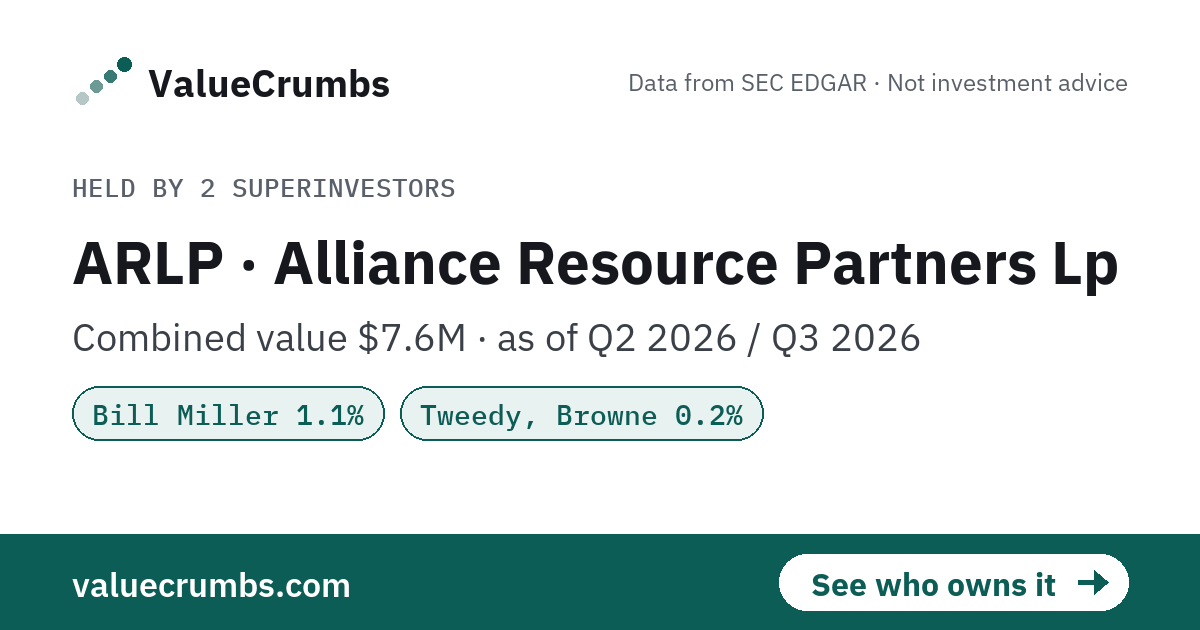 ValueCrumbs
Data from SEC EDGAR · Not investment advice
HELD BY 2 SUPERINVESTORS
ARLP · Alliance Resource Partners Lp
Combined value $7.6M · as of Q2 2026 / Q3 2026
Bill Miller 1.1%
Tweedy, Browne 0.2%
valuecrumbs.com
See who owns it →